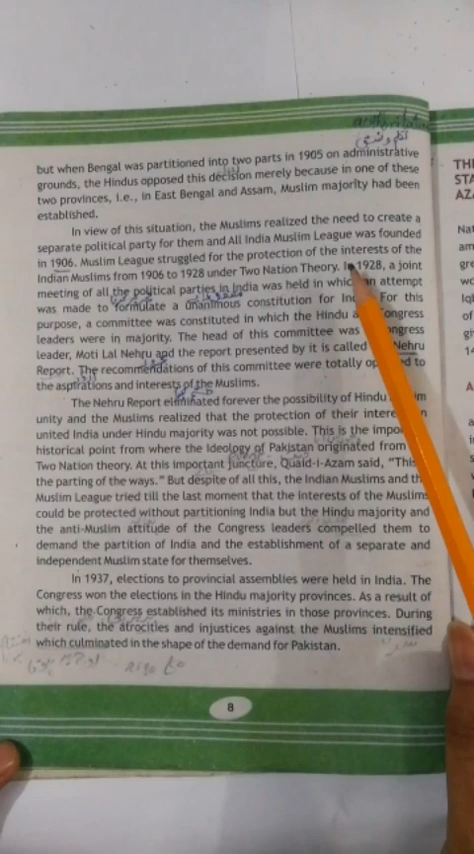 but when Bengal was partitioned into two parts in 1905 on administrative
grounds, the Hindus opposed this decision merely because in one of these
two provinces, i.e., in East Bengal and Assam, Muslim majority had been
established.
In view of this situation, the Muslims realized the need to create a
separate political party for them and All India Muslim League was founded
in 1906. Muslim League struggled for the protection of the interests of the
Indian Muslims from 1906 to 1928 under Two Nation Theory. In 1928, a joint
meeting of all the political parties in India was held in which an attempt
was made to formulate a unanimous constitution for For this
purpose, a committee was constituted in which the Hindu Congress
leaders were in majority. The head of this committee was
leader, Moti Lal Nehru and the report presented by it is called Nehru
Report. The recommendations of this committee were totally to
the aspirations and interests of the Muslims.
The Nehru Report eliminated forever the possibility of Hindu
unity and the Muslims realized that the protection of their
united India under Hindu majority was not possible. This is the
historical point from where the Ideology of Pakistan originated from
Two Nation theory. At this important juncture, Quaid-i-Azam said, "This
the parting of the ways." But despite of all this, the Indian Muslims and
Muslim League tried till the last moment that the interests of the Muslims
could be protected without partitioning India but the Hindu majority and
the anti-Muslim attitude of the Congress leaders compelled them to
demand the partition of India and the establishment of a separate and
independent Muslim state for themselves.
In 1937, elections to provincial assemblies were held in India. The
Congress won the elections in the Hindu majority provinces. As a result of
which, the Congress established its ministries in those provinces. During
their rule, the atrocities and injustices against the Muslims intensified
which culminated in the shape of the demand for Pakistan.
8